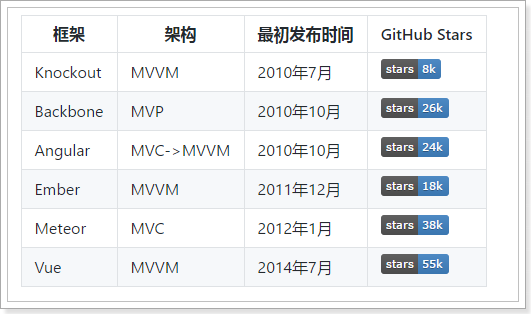 框架 架构 最初发布时间 GitHub Stars
Knockout MVVM 2010年7月 stars 8k
Backbone MVP 2010年10月 stars 26k
Angular MVC->MVVM 2010年10月 stars 24k
Ember MVVM 2011年12月 stars 18k
Meteor MVC 2012年1月 stars 38k
Vue MVVM 2014年7月 stars 55k